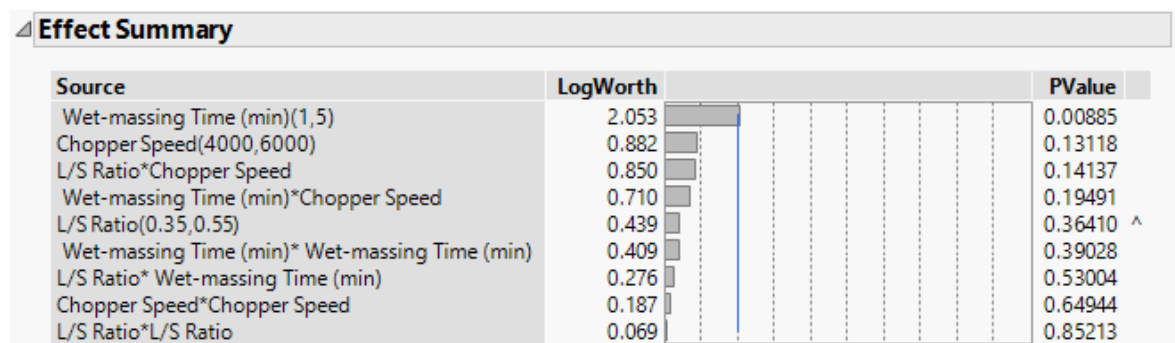 Effect Summary
Source LogWorth PValue
Wet-massing Time (min)(1,5) 2.053 0.00885
Chopper Speed(4000,6000) 0.882 0.13118
L/S Ratio*Chopper Speed 0.850 0.14137
Wet-massing Time (min)*Chopper Speed 0.710 0.19491
L/S Ratio(0.35,0.55) 0.439 0.36410 ^
Wet-massing Time (min)* Wet-massing Time (min) 0.409 0.39028
L/S Ratio* Wet-massing Time (min) 0.276 0.53004
Chopper Speed*Chopper Speed 0.187 0.64944
L/S Ratio*L/S Ratio 0.069 0.85213